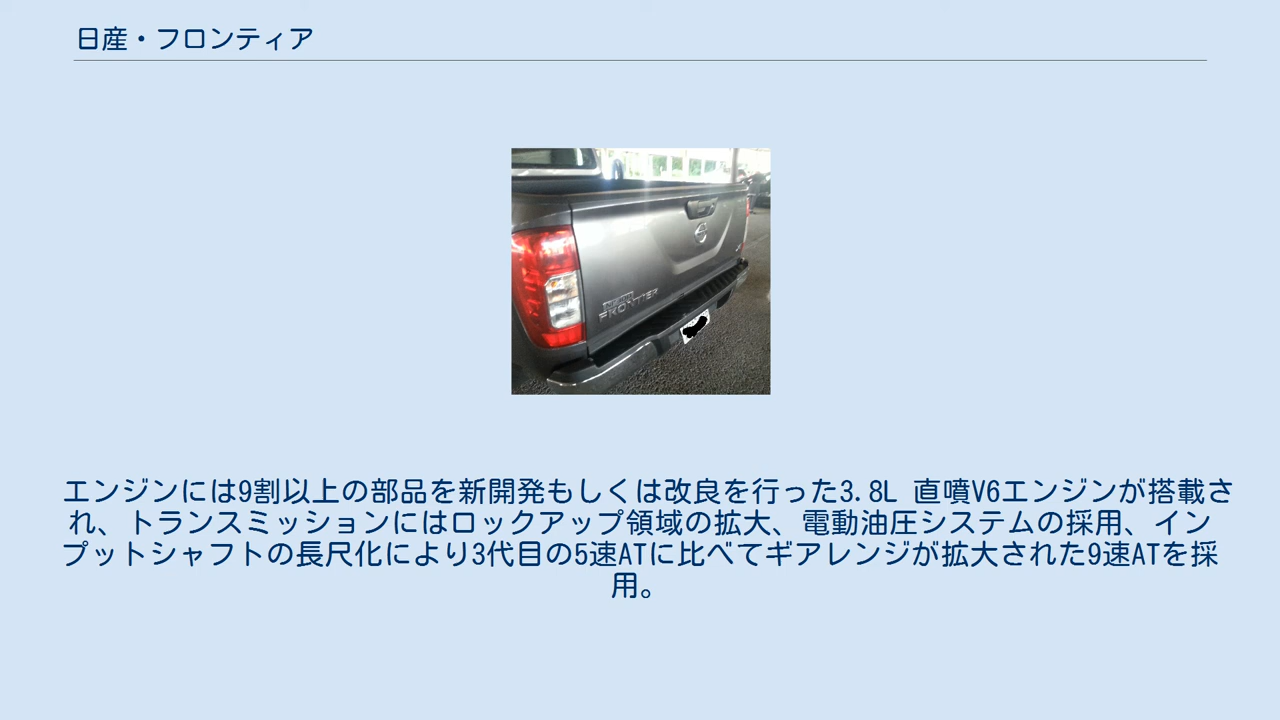 日産・フロンティア
FRONTIER
エンジンには9割以上の部品を新開発もしくは改良を行った3.8L 直噴V6エンジンが搭載さ
れ、トランスミッションにはロックアップ領域の拡大、電動油圧システムの採用、イン
プットシャフトの長尺化により3代目の5速ATに比べてギアレンジが拡大された9速ATを採
用。